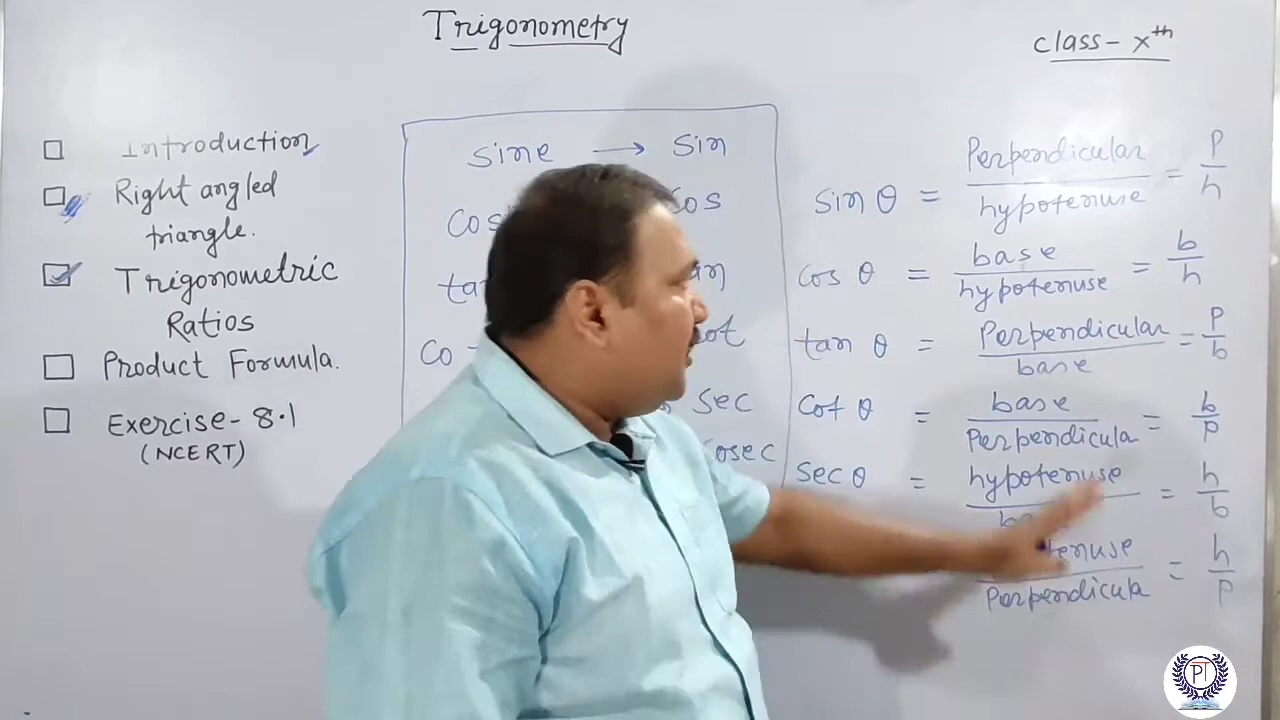 Trigonometry
class - xth
Introduction
Right angled
triangle.
Trigonometric
Ratios
Product Formula.
Exercise - 8.1
(NCERT)
sine → sin
cos
sec
sin θ = Perpendicular / hypotenuse = P / h
cos θ = base / hypotenuse = b / h
tan θ = Perpendicular / base = P / b
cot θ = base / Perpendicula = b / P
sec θ = hypotenuse / = h / b
Perpendicula = h / P
PT